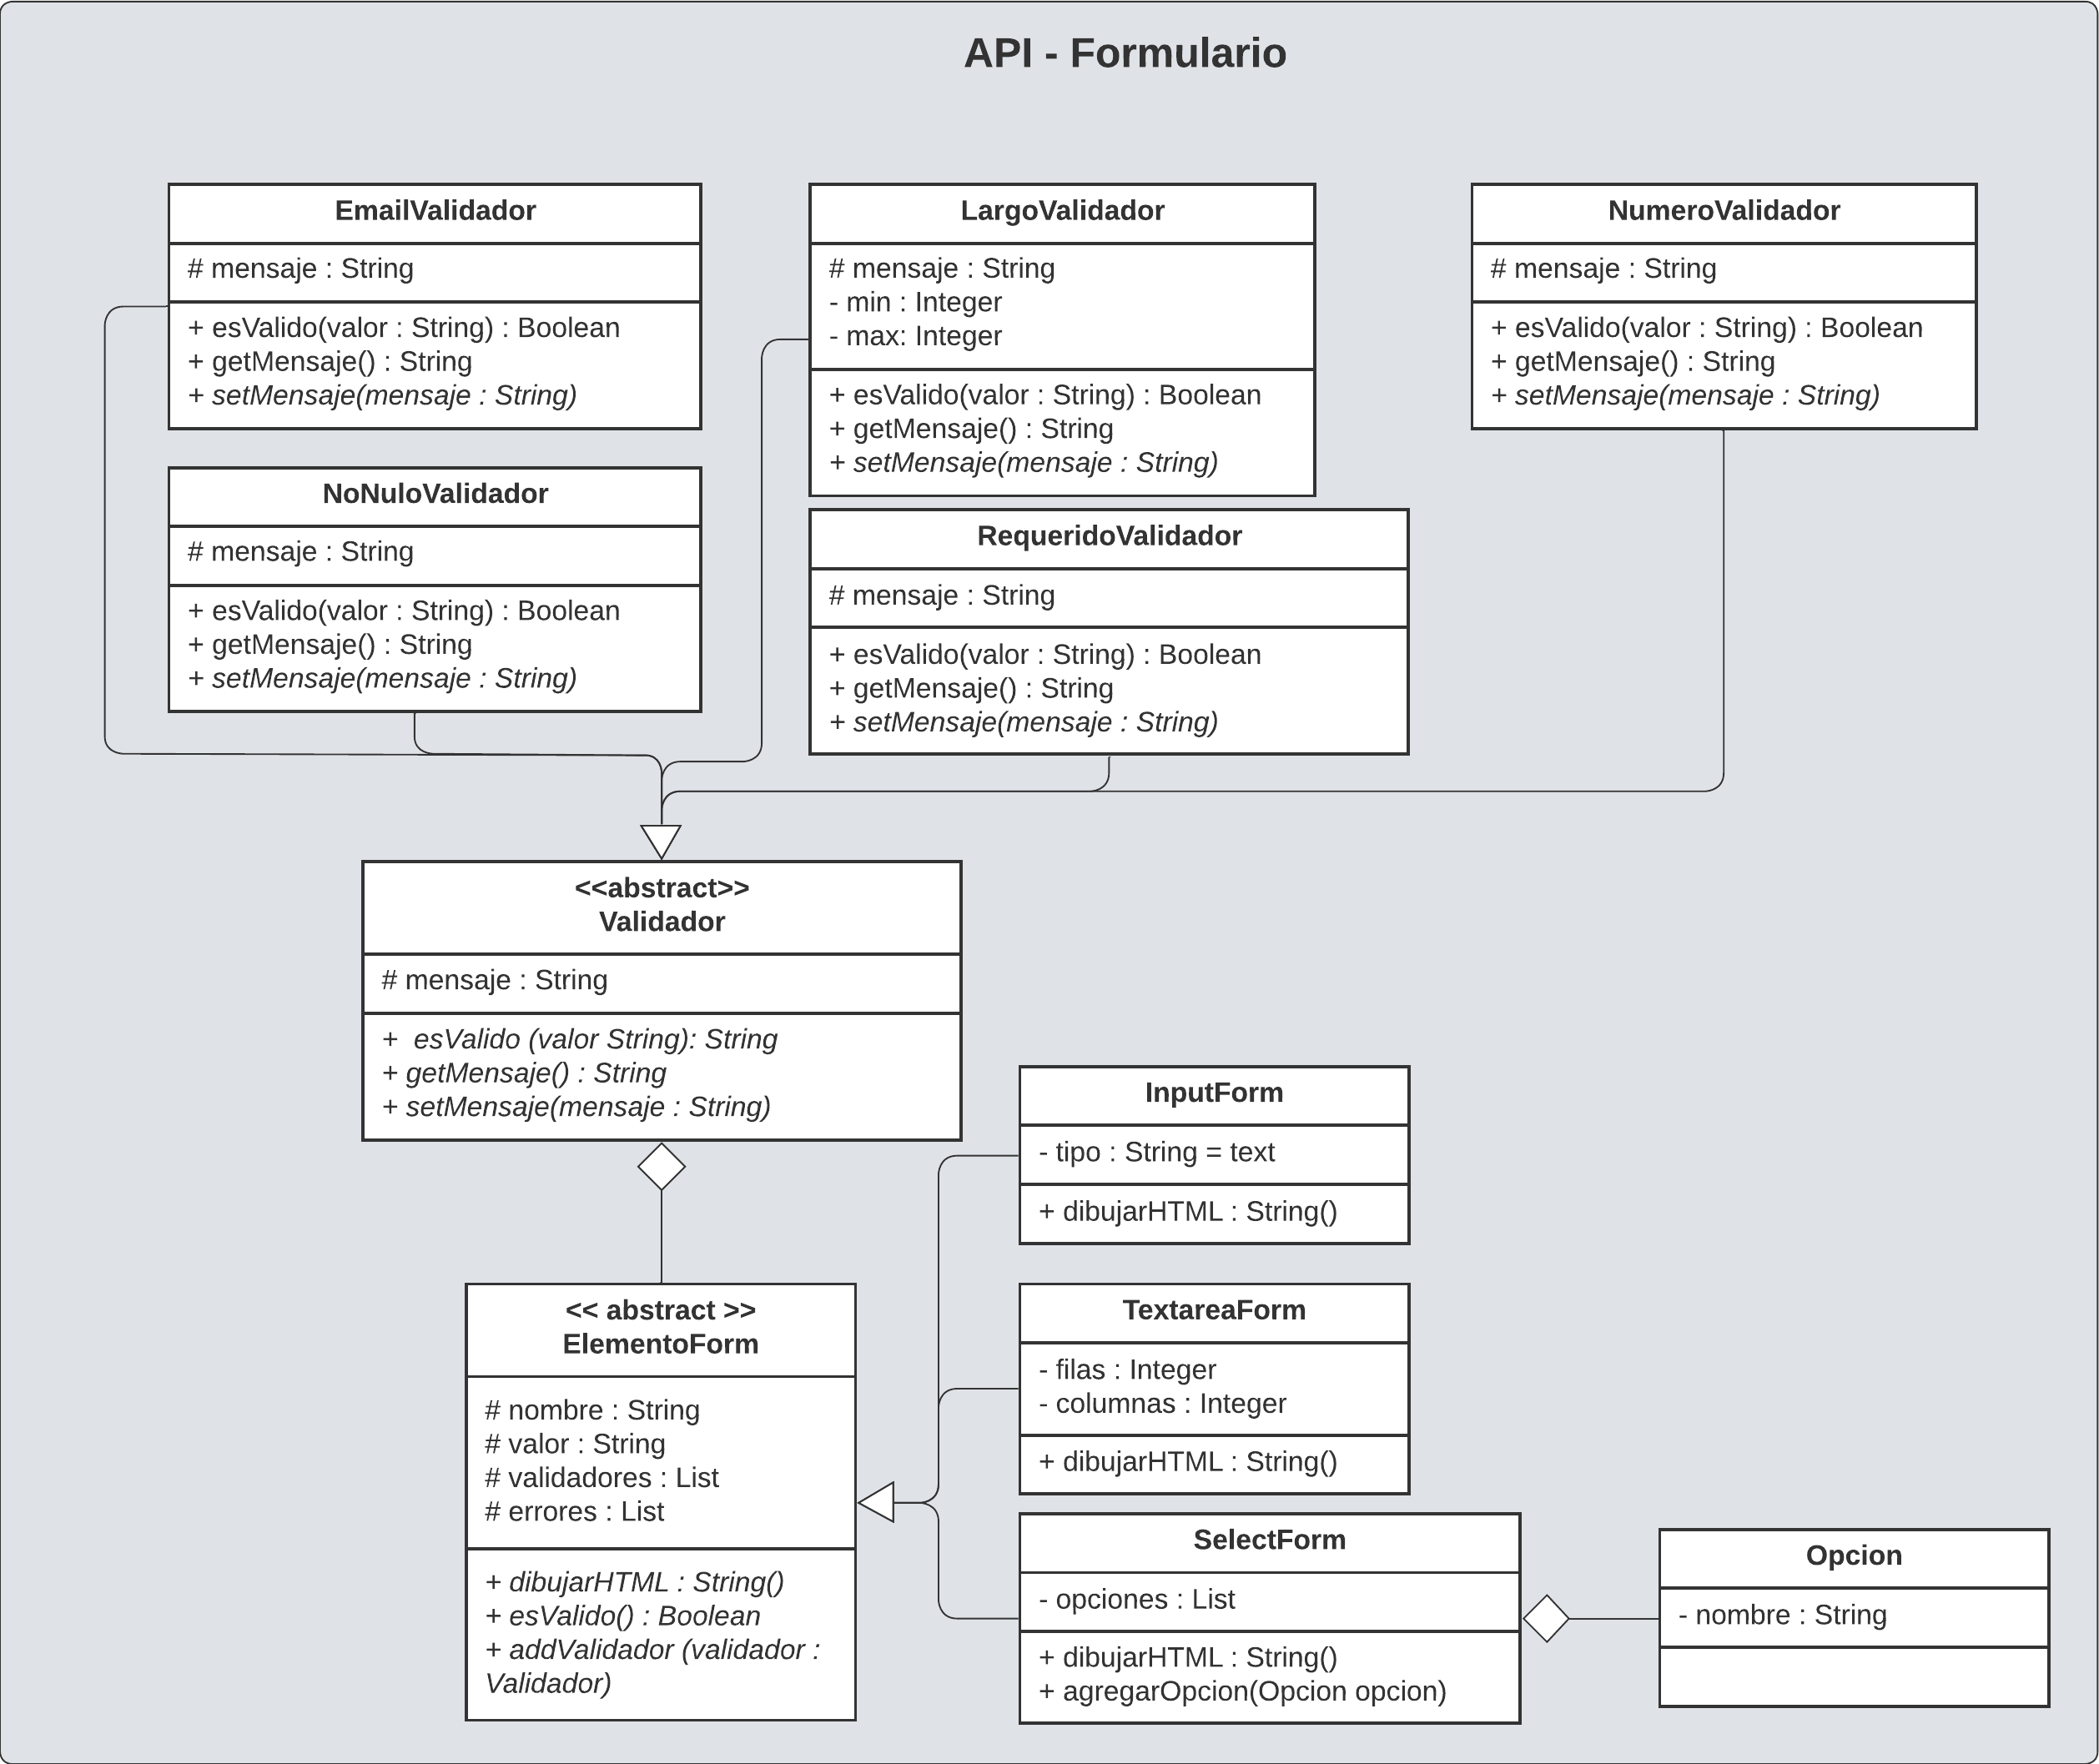 API - Formulario
EmailValidador
# mensaje : String
+ esValido(valor : String) : Boolean
+ getMensaje() : String
+ setMensaje(mensaje : String)
LargoValidador
# mensaje : String
- min : Integer
- max: Integer
+ esValido(valor : String) : Boolean
+ getMensaje() : String
+ setMensaje(mensaje : String)
NumeroValidador
# mensaje : String
+ esValido(valor : String) : Boolean
+ getMensaje() : String
+ setMensaje(mensaje : String)
NoNuloValidador
# mensaje : String
+ esValido(valor : String) : Boolean
+ getMensaje() : String
+ setMensaje(mensaje : String)
RequeridoValidador
# mensaje : String
+ esValido(valor : String) : Boolean
+ getMensaje() : String
+ setMensaje(mensaje : String)
<<abstract>>
Validador
# mensaje : String
+ esValido (valor String): String
+ getMensaje() : String
+ setMensaje(mensaje : String)
InputForm
- tipo : String = text
+ dibujarHTML : String()
<< abstract >>
ElementoForm
# nombre : String
# valor : String
# validadores : List
# errores : List
+ dibujarHTML : String()
+ esValido() : Boolean
+ addValidador (validador :
Validador)
TextareaForm
- filas : Integer
- columnas : Integer
+ dibujarHTML : String()
SelectForm
- opciones : List
+ dibujarHTML : String()
+ agregarOpcion(Opcion opcion)
Opcion
- nombre : String